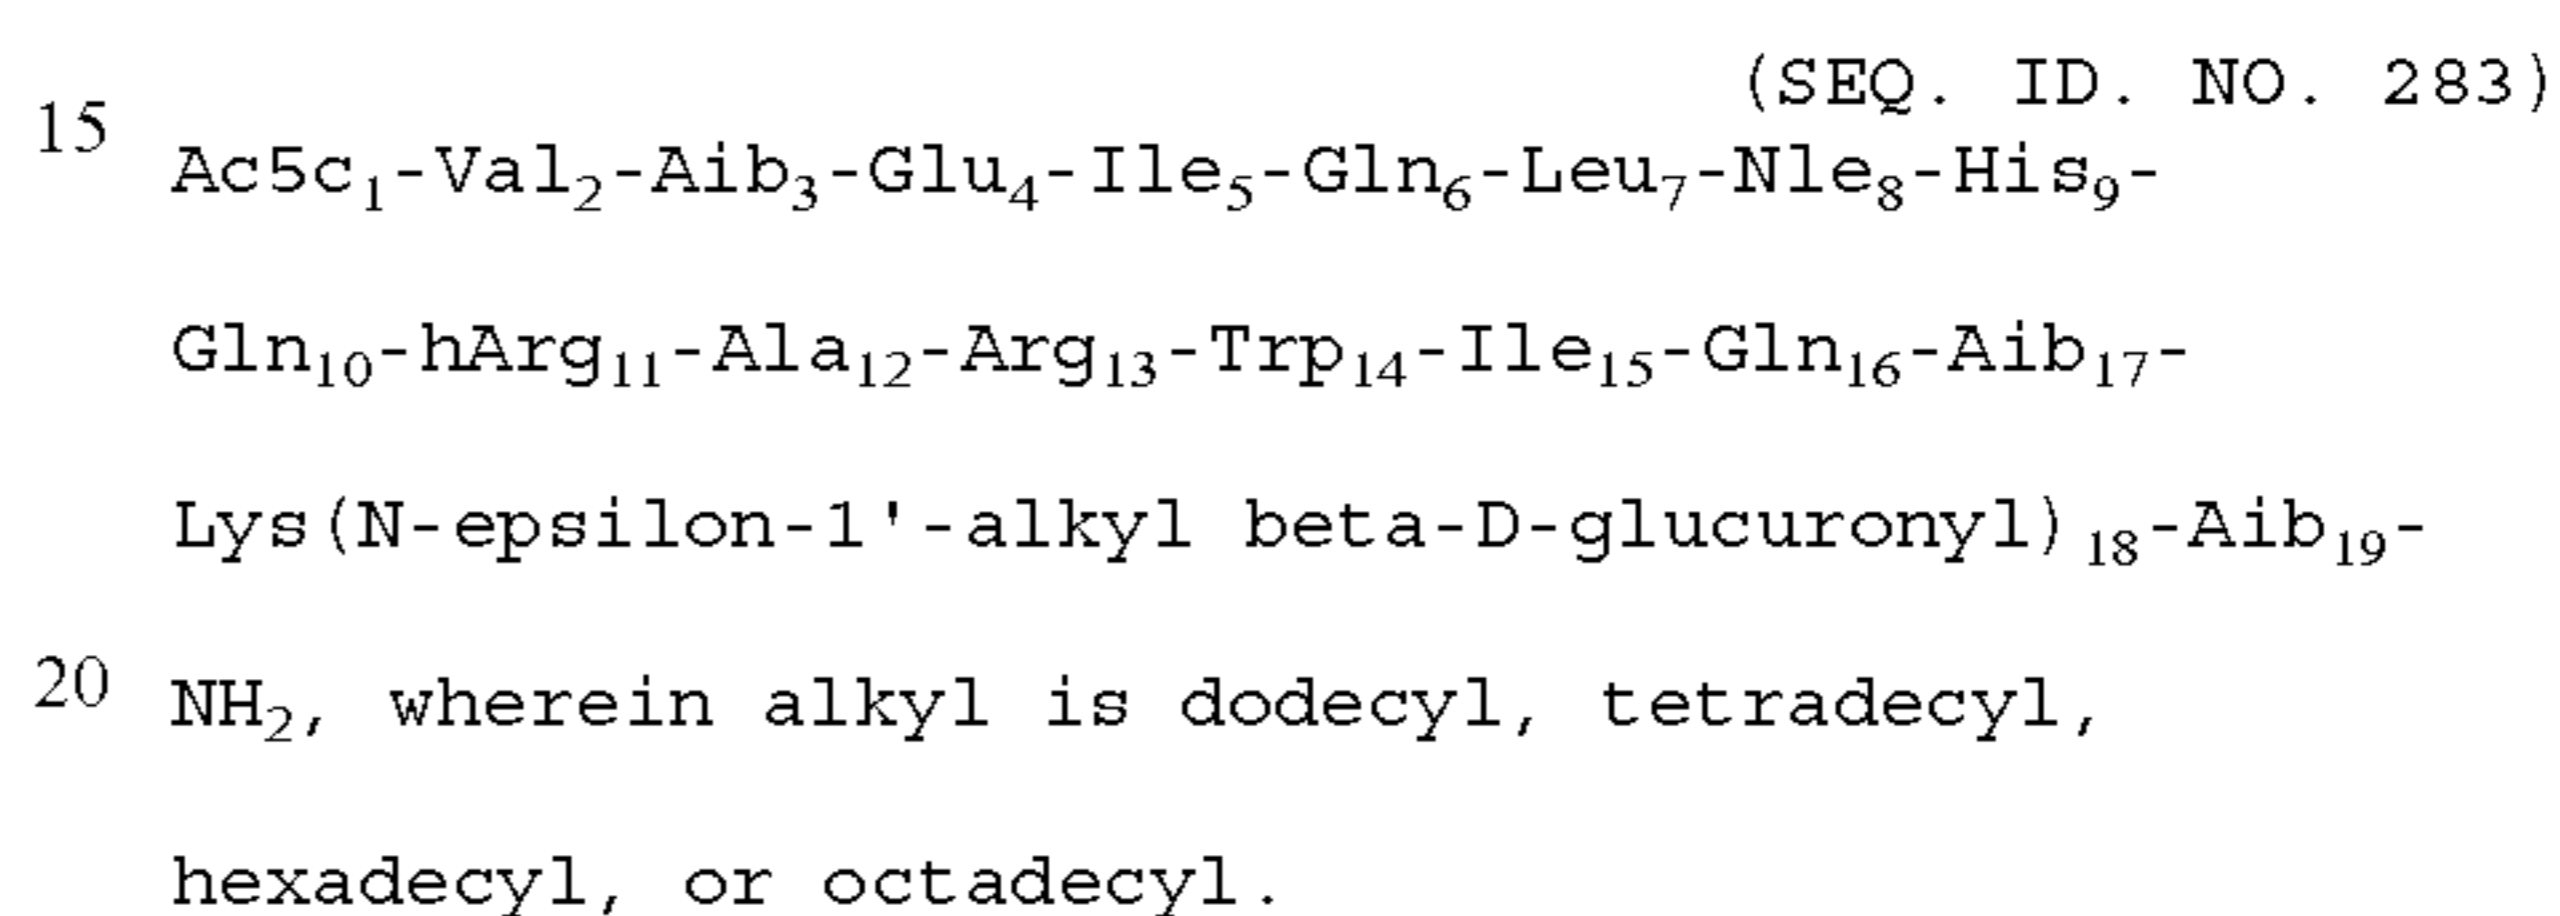 (SEQ. ID. NO. 283)
15
Ac5c₁-Val₂-Aib₃-Glu₄-Ile₅-Gln₆-Leu₇-Nle₈-His₉-
Gln₁₀-hArg₁₁-Ala₁₂-Arg₁₃-Trp₁₄-Ile₁₅-Gln₁₆-Aib₁₇-
Lys(N-epsilon-1'-alkyl beta-D-glucuronyl)₁₈-Aib₁₉-
20 NH₂, wherein alkyl is dodecyl, tetradecyl,
hexadecyl, or octadecyl.